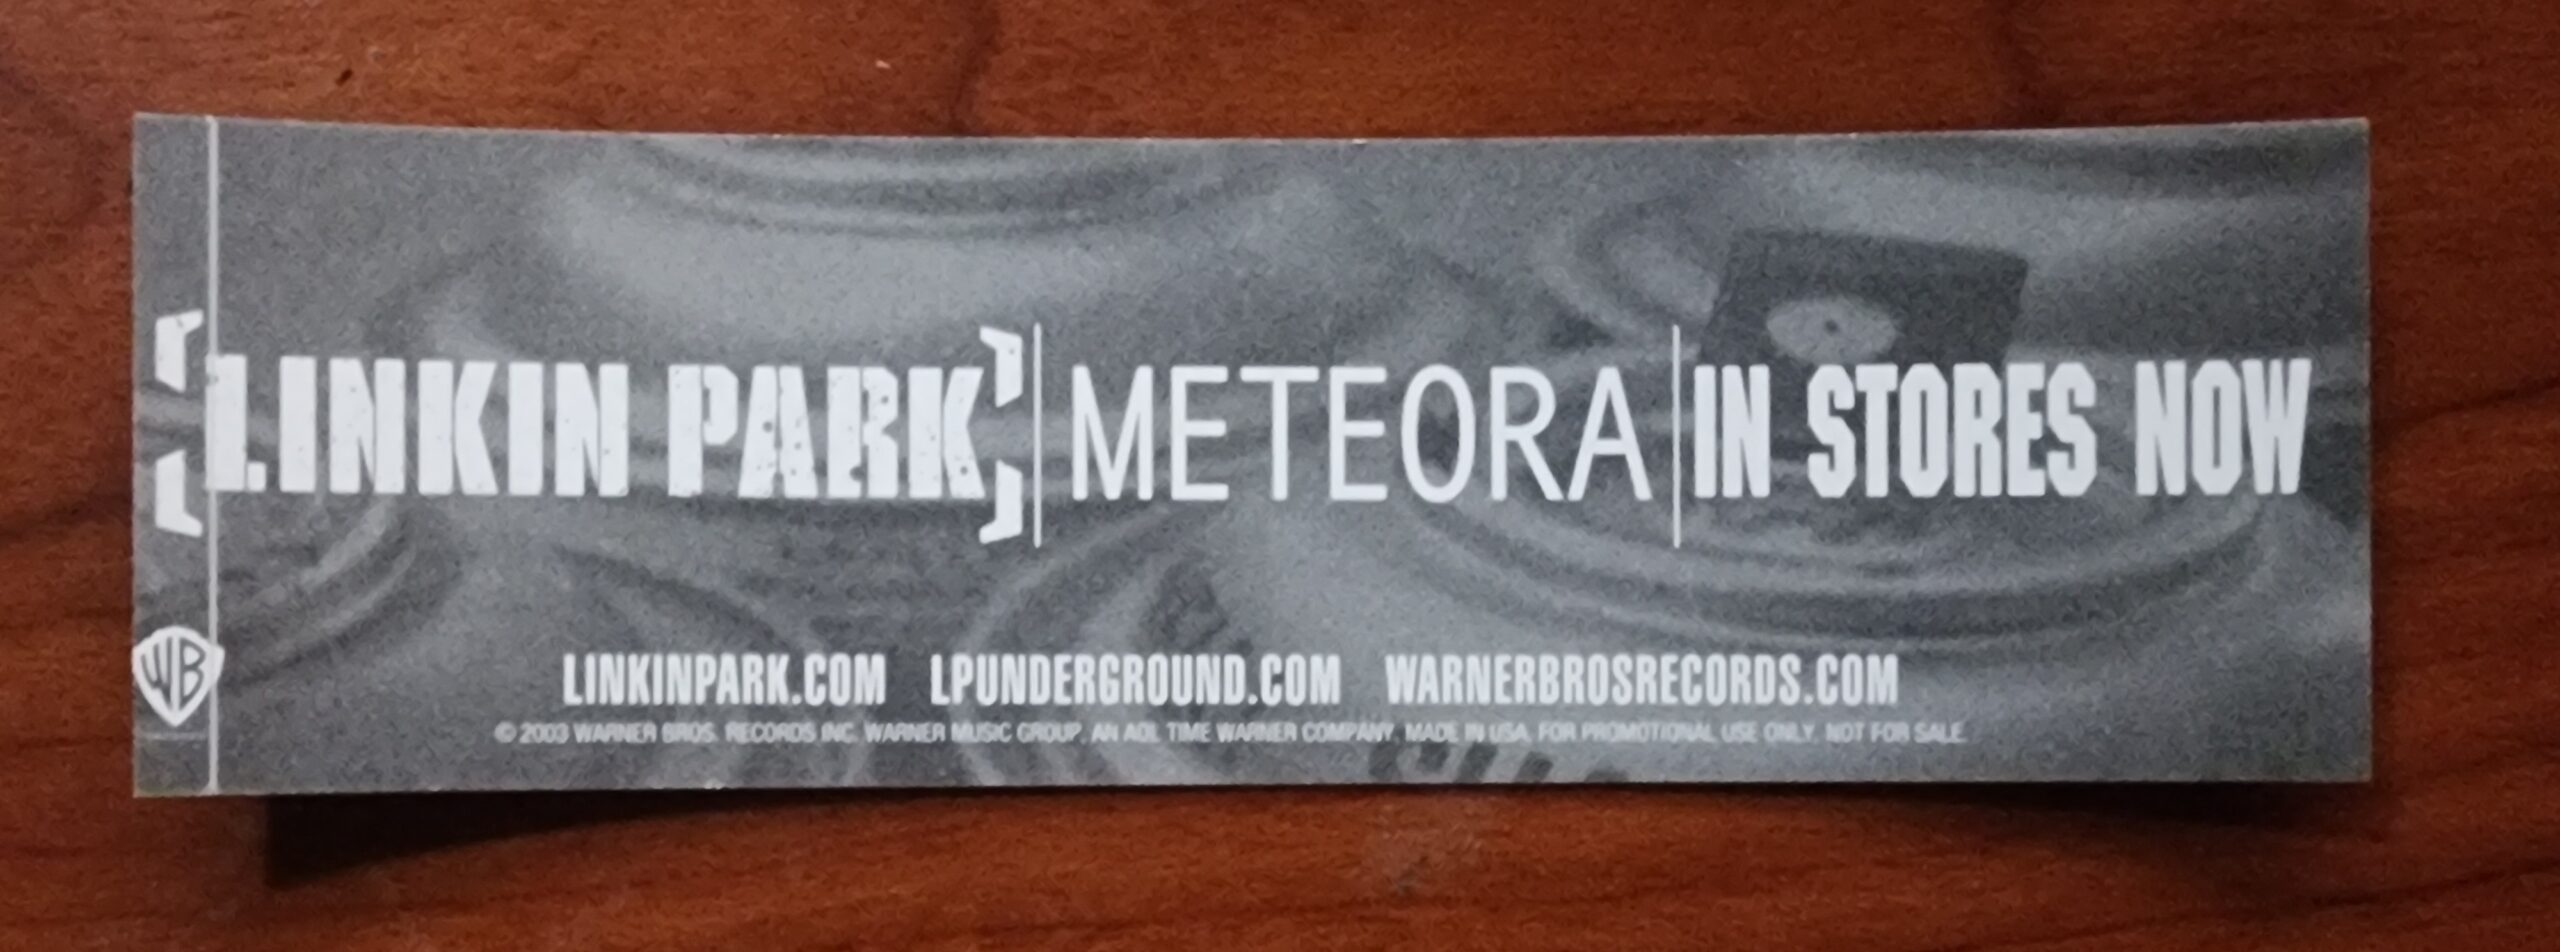 [LINKIN PARK] | METEORA | IN STORES NOW
WB
LINKINPARK.COM LPUNDERGROUND.COM WARNERBROSRECORDS.COM
© 2003 WARNER BROS. RECORDS INC. WARNER MUSIC GROUP, AN AOL TIME WARNER COMPANY. MADE IN USA. FOR PROMOTIONAL USE ONLY. NOT FOR SALE.